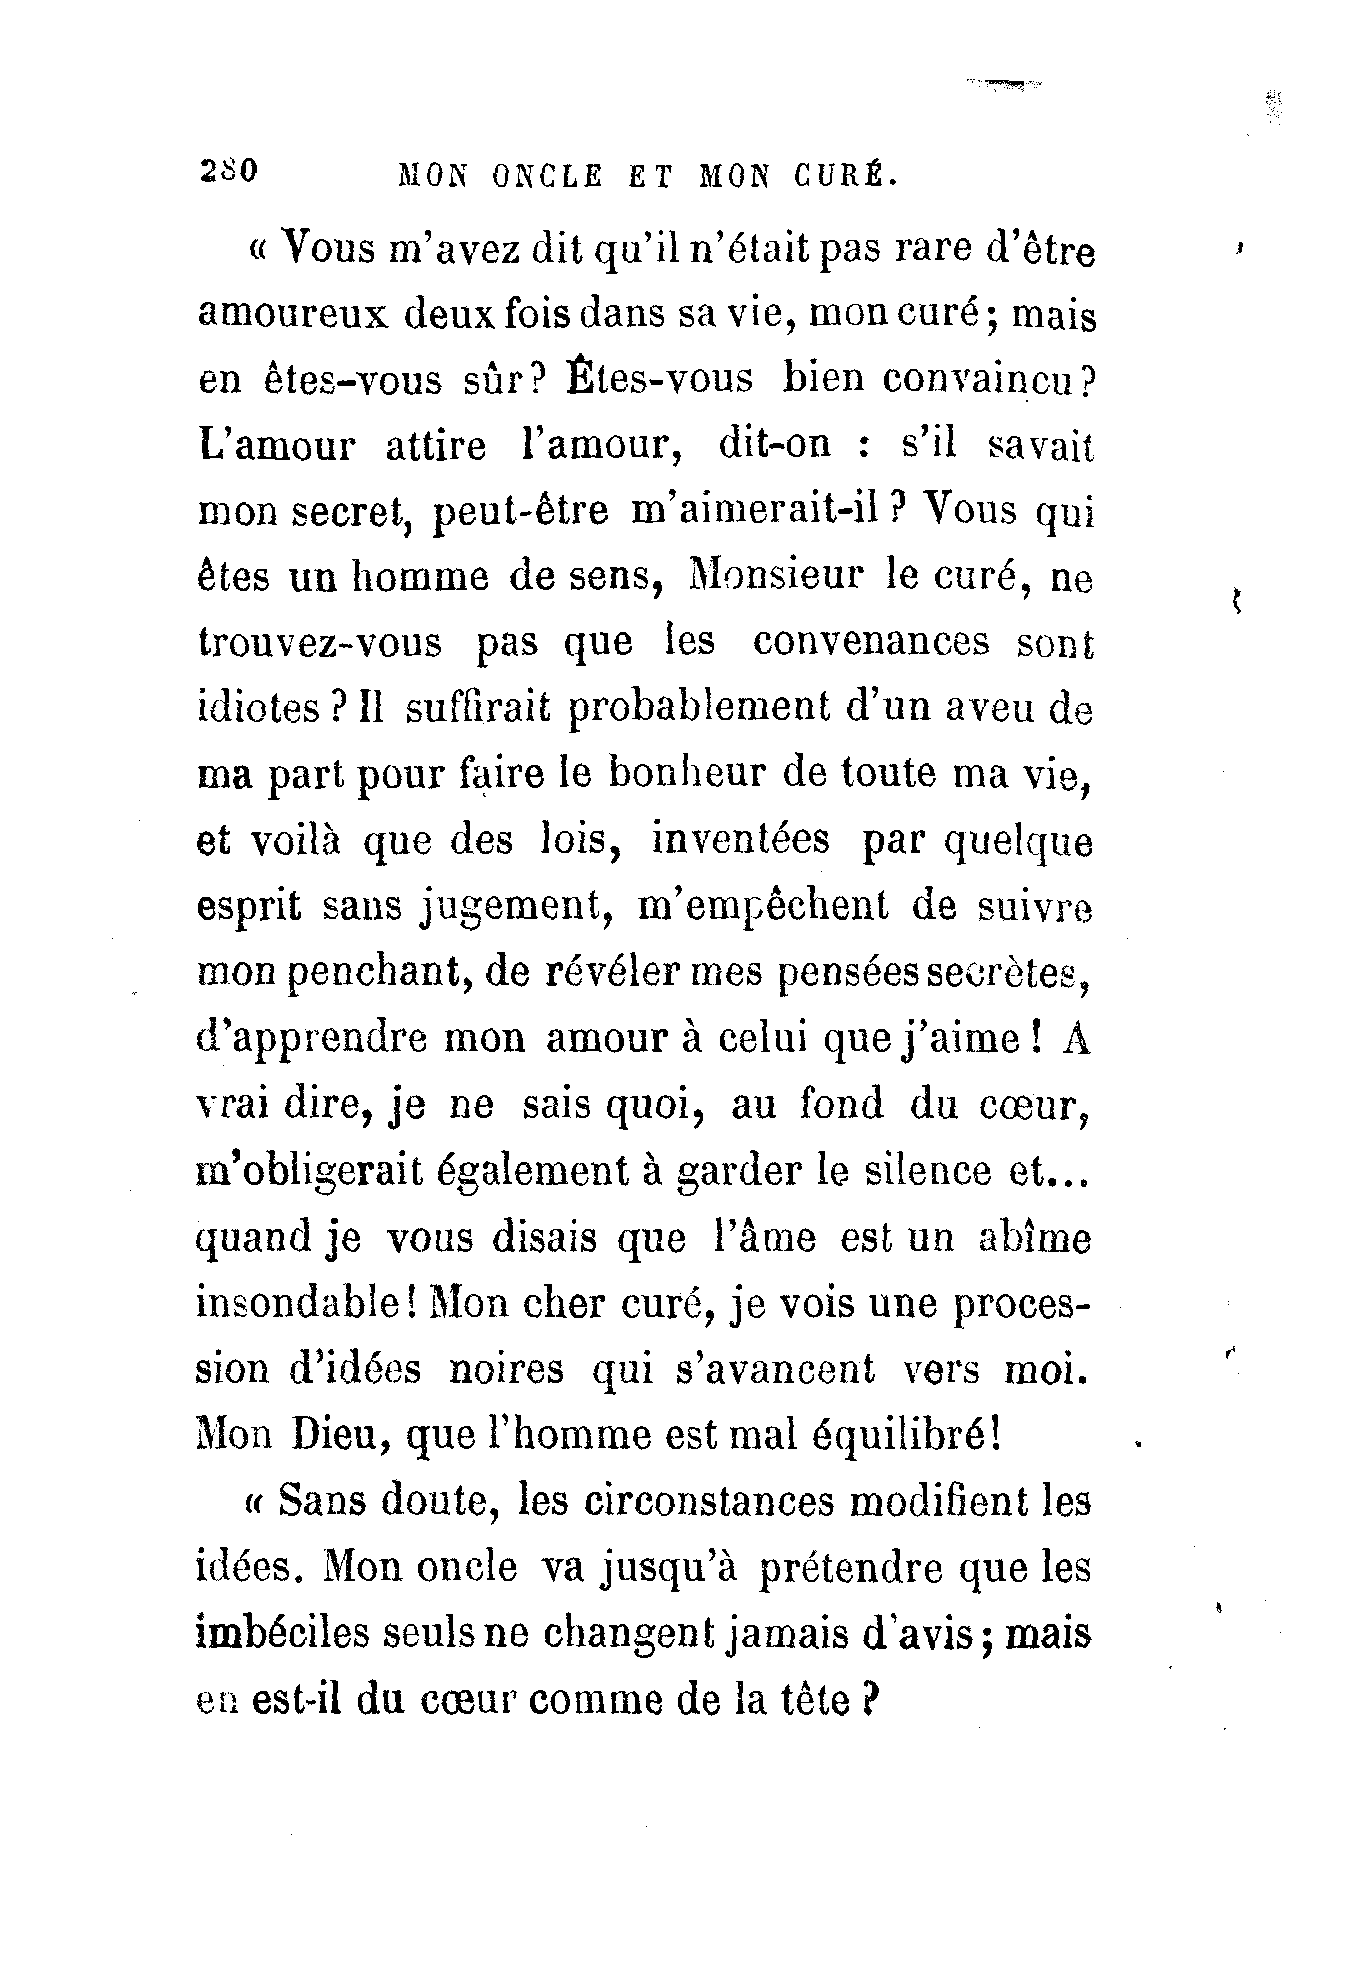 280 MON ONCLE ET MON CURÉ.
« Vous m'avez dit qu'il n'était pas rare d'être
amoureux deux fois dans sa vie, mon curé; mais
en êtes-vous sûr? Êtes-vous bien convaincu?
L'amour attire l'amour, dit-on : s'il savait
mon secret, peut-être m'aimerait-il ? Vous qui
êtes un homme de sens, Monsieur le curé, ne
trouvez-vous pas que les convenances sont
idiotes ? Il suffirait probablement d'un aveu de
ma part pour faire le bonheur de toute ma vie,
et voilà que des lois, inventées par quelque
esprit sans jugement, m'empêchent de suivre
mon penchant, de révéler mes pensées secrètes,
d'apprendre mon amour à celui que j'aime ! A
vrai dire, je ne sais quoi, au fond du cœur,
m'obligerait également à garder le silence et...
quand je vous disais que l'âme est un abîme
insondable! Mon cher curé, je vois une proces-
sion d'idées noires qui s'avancent vers moi.
Mon Dieu, que l'homme est mal équilibré!
« Sans doute, les circonstances modifient les
idées. Mon oncle va jusqu'à prétendre que les
imbéciles seuls ne changent jamais d'avis; mais
en est-il du cœur comme de la tête ?